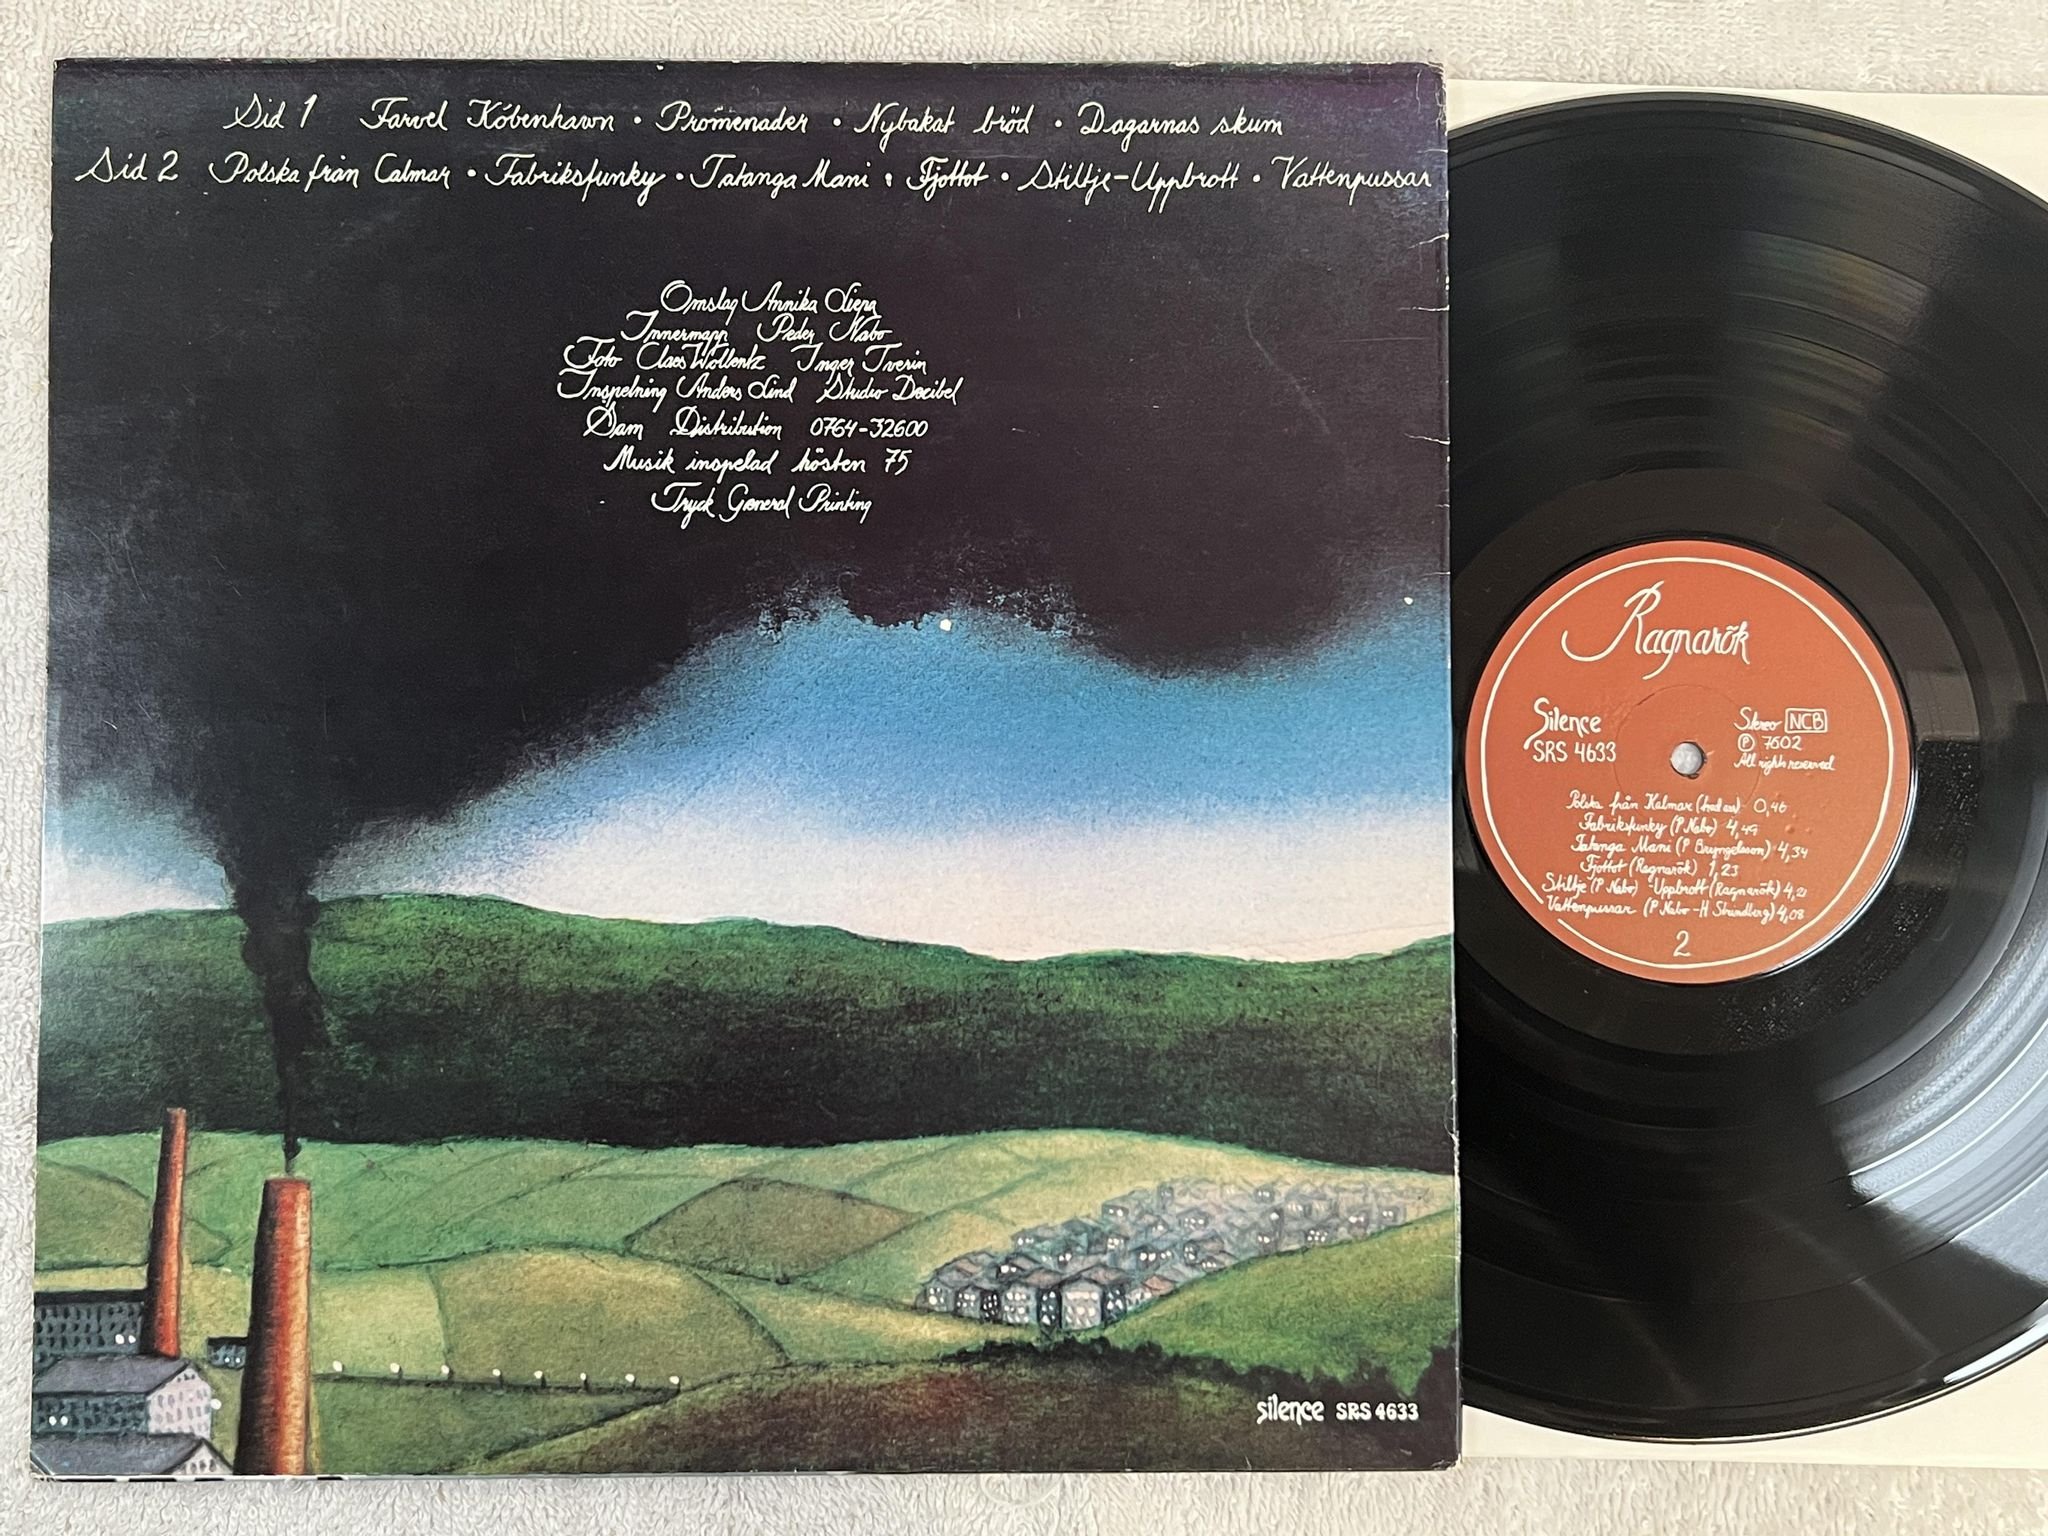 Sid 1 Farvel Köbenhawn • Promenader • Nybakat bröd • Dagarnas skum
Sid 2 Polska från Calmar • Fabriksfunky • Tatanga Mani • Fjottot • Stiltje-Uppbrott • Vattenpussar
Omslag Annika
Innermapp Peder Nabo
Foto Claes Wollentz Inger Tverin
Inspelning Anders Lind Studio Decibel
Sam Distribution 0764-32600
Musik inspelad hösten 75
Tryck General Printing
silence SRS 4633
Ragnarök
Silence
SRS 4633
Stereo NCB
Ⓟ 7602
All rights reserved
Polska från Kalmar (trad arr) 0,46
Fabriksfunky (P Nabo) 4,49
Tatanga Mani (P Bryngelsson) 4,34
Fjottot (Ragnarök) 1,23
Stiltje (P Nabo) -Uppbrott (Ragnarök) 4,21
Vattenpussar (P Nabo-H Strandberg) 4,08
2